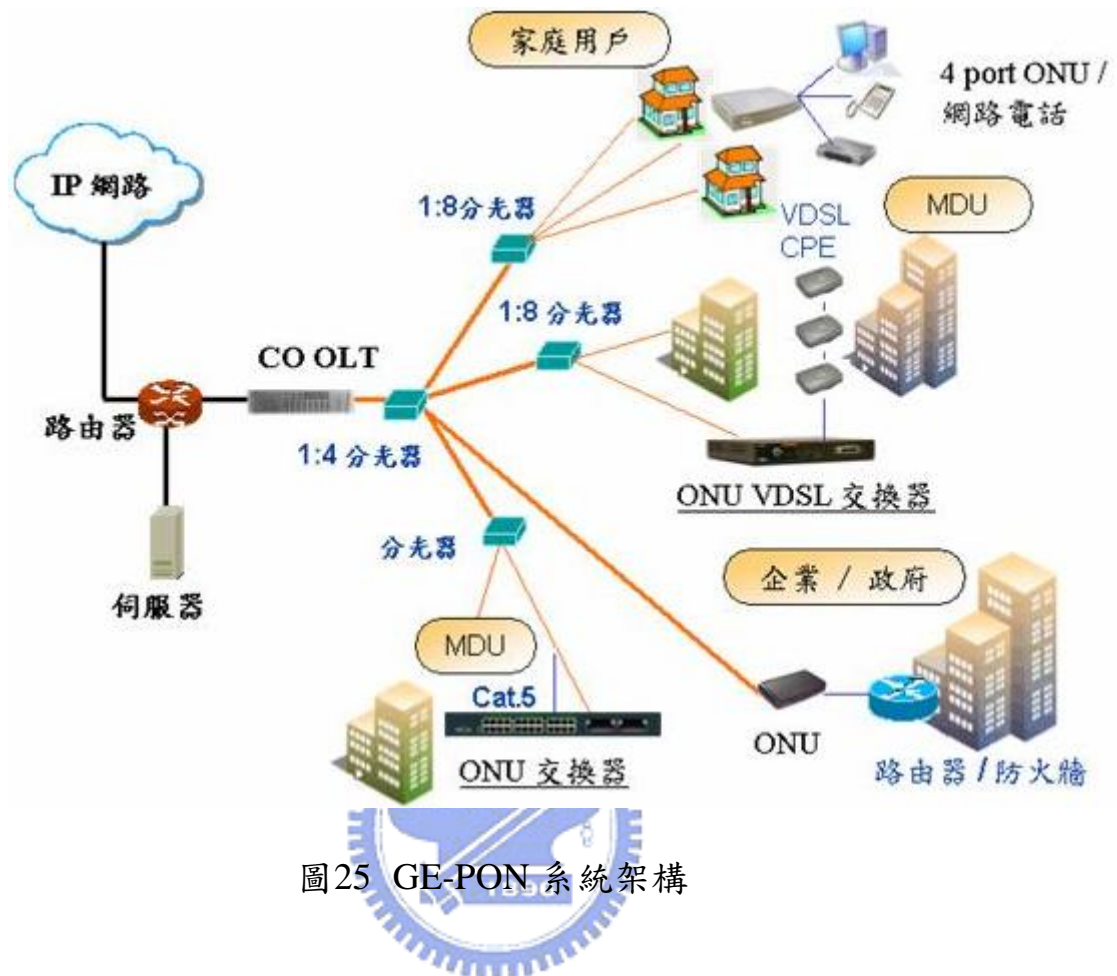 家庭用戶
4 port ONU /
網路電話
IP 網路
1:8分光器
VDSL
CPE
MDU
1:8 分光器
CO OLT
路由器
1:4 分光器
ONU VDSL 交換器
分光器
企業 / 政府
伺服器
MDU
Cat.5
ONU
ONU 交換器
路由器 / 防火牆
圖25 GE-PON 系統架構
1896